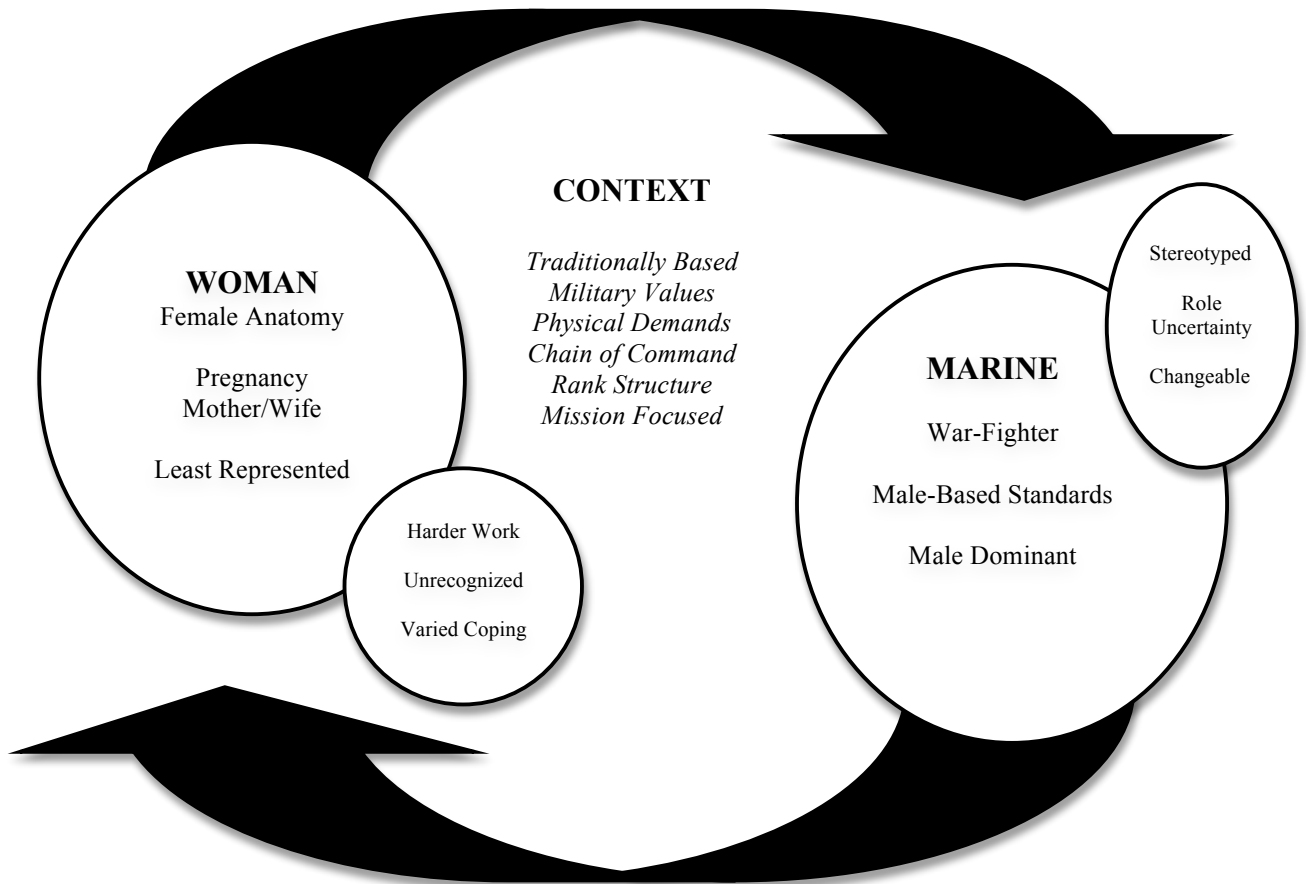 CONTEXT
Traditionally Based
Military Values
Physical Demands
Chain of Command
Rank Structure
Mission Focused
WOMAN
Female Anatomy
Pregnancy
Mother/Wife
Least Represented
Harder Work
Unrecognized
Varied Coping
MARINE
War-Fighter
Male-Based Standards
Male Dominant
Stereotyped
Role
Uncertainty
Changeable